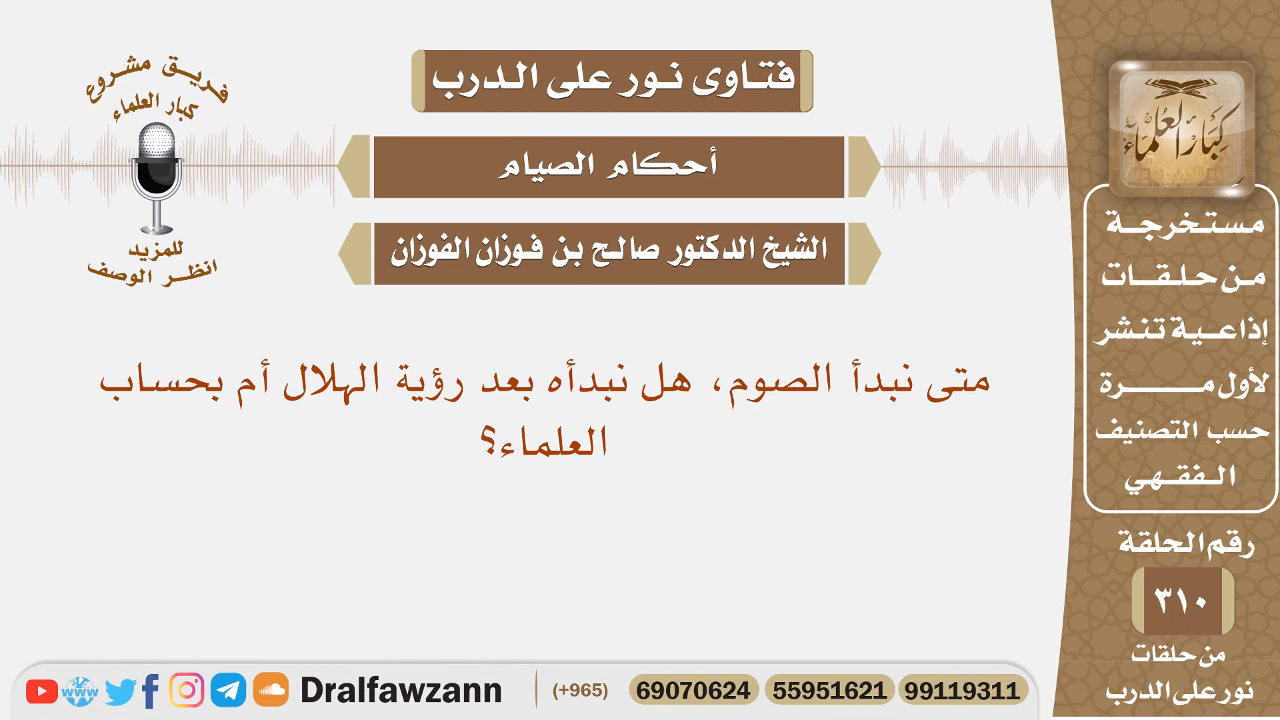 فتاوى نور على الدرب
أحكام الصيام
الشيخ الدكتور صالح بن فوزان الفوزان
متى نبدأ الصوم، هل نبدأه بعد رؤية الهلال أم بحساب
العلماء؟
فريق مشروع
كبار العلماء
للمزيد
انظر الوصف
كبار العلماء
مستخرجة
من حلقات
إذاعية تنشر
لأول مرة
حسب التصنيف
الفقهي
رقم الحلقة
٣١٠
من حلقات
نور على الدرب
www
Dralfawzann
(+965) 69070624 55951621 99119311